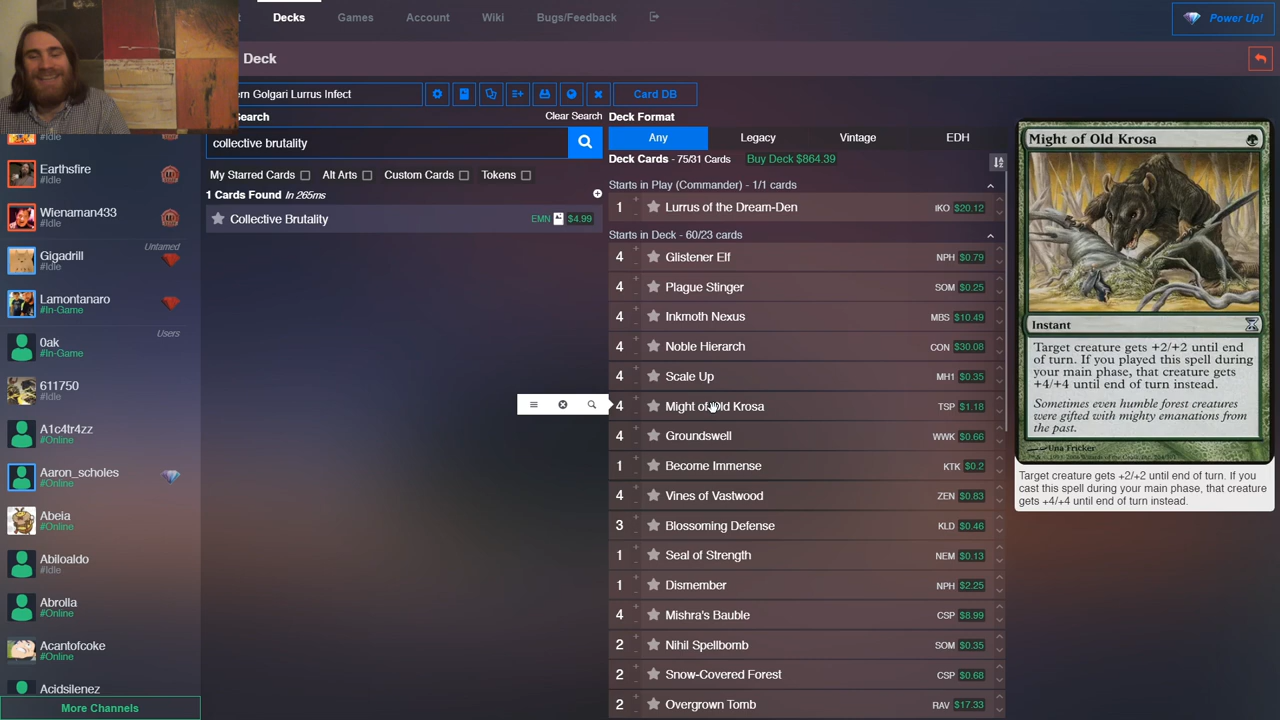 Decks
Games
Account
Wiki
Bugs/Feedback
Power Up!
Deck
ern Golgari Lurrus Infect
Card DB
Search
Clear Search
collective brutality
My Starred Cards
Alt Arts
Custom Cards
Tokens
1 Cards Found In 265ms
Collective Brutality
EMN $4.99
Deck Format
Any
Legacy
Vintage
EDH
Deck Cards - 75/31 Cards
Buy Deck $864.39
Starts in Play (Commander) - 1/1 cards
1 Lurrus of the Dream-Den IKO $20.12
Starts in Deck - 60/23 cards
4 Glistener Elf NPH $0.79
4 Plague Stinger SOM $0.25
4 Inkmoth Nexus MBS $10.49
4 Noble Hierarch CON $30.08
4 Scale Up MH1 $0.35
4 Might of Old Krosa TSP $1.18
4 Groundswell WWK $0.66
1 Become Immense KTK $0.2
4 Vines of Vastwood ZEN $0.83
3 Blossoming Defense KLD $0.46
1 Seal of Strength NEM $0.13
1 Dismember NPH $2.25
4 Mishra's Bauble CSP $8.99
2 Nihil Spellbomb SOM $0.35
2 Snow-Covered Forest CSP $0.68
2 Overgrown Tomb RAV $17.33
#Idle
Earthsfire
#Idle
Wienaman433
#Idle
Untamed
Gigadrill
#Idle
Lamontanaro
#In-Game
Users
0ak
#In-Game
611750
#Idle
A1c4tr4zz
#Online
Aaron_scholes
#Online
Abeia
#Online
Abiloaldo
#Idle
Abrolla
#Online
Acantofcoke
#Online
Acidsilenez
More Channels
Might of Old Krosa
Instant
Target creature gets +2/+2 until end
of turn. If you played this spell during
your main phase, that creature gets
+4/+4 until end of turn instead.
Sometimes even humble forest creatures
were gifted with mighty emanations from
the past.
Una Fricker
Target creature gets +2/+2 until end of turn. If you
cast this spell during your main phase, that creature
gets +4/+4 until end of turn instead.